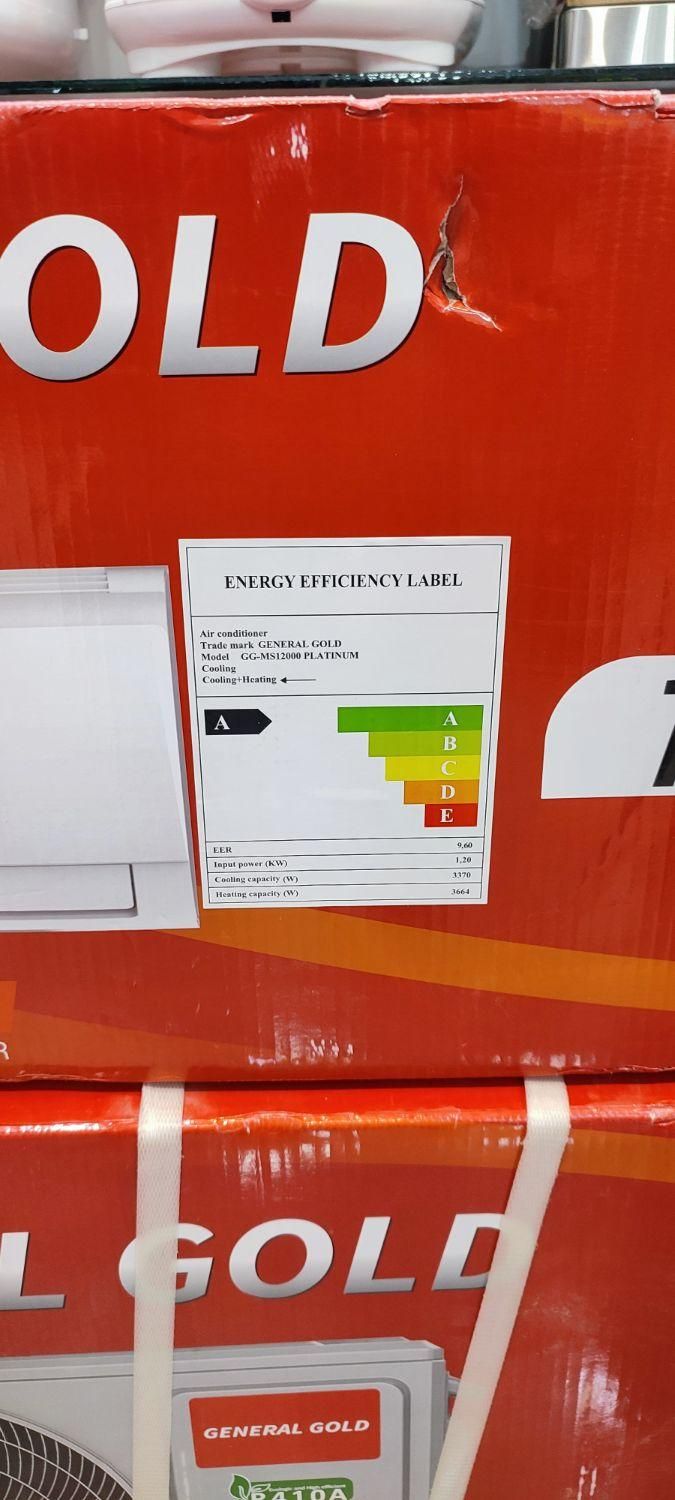 OLD
ENERGY EFFICIENCY LABEL
Air conditioner
Trade mark GENERAL GOLD
Model GG-MS12000 PLATINUM
Cooling
Cooling+Heating
A
A
B
C
D
E
EER 9,60
Input power (KW) 1,20
Cooling capacity (W) 3370
Heating capacity (W) 3664
R
L GOLD
GENERAL GOLD
R410A